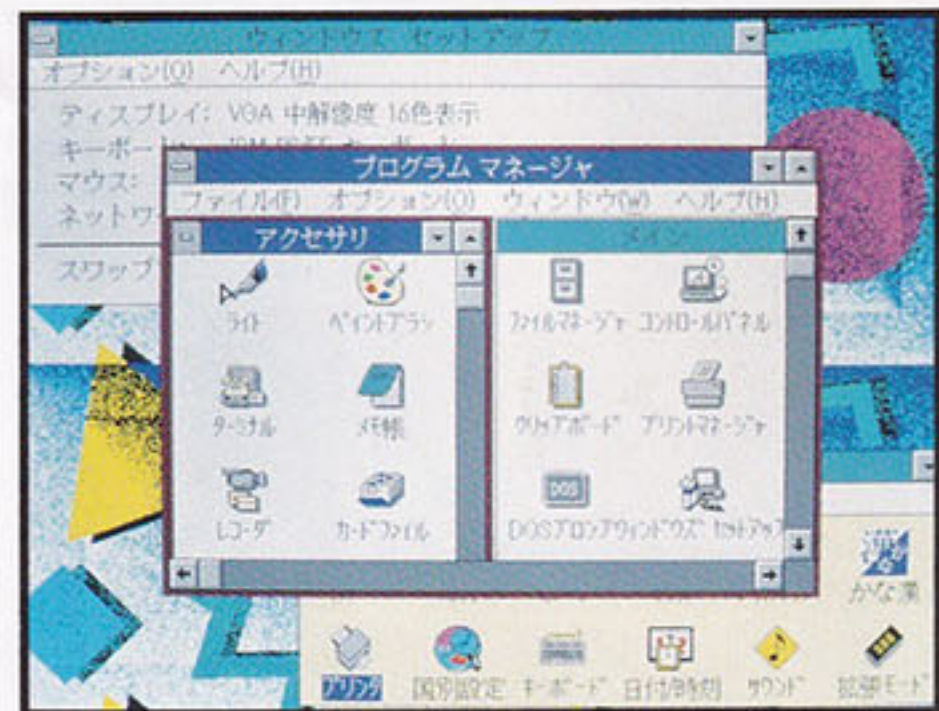 ウィンドウズ セットアップ
オプション(O) ヘルプ(H)
ディスプレイ: VGA 中解像度 16色表示
キーボード
マウス:
ネットワ
スワップ
プログラム マネージャ
ファイル(F) オプション(O) ウィンドウ(W) ヘルプ(H)
アクセサリ メイン
ライト ペイントブラシ ファイルマネージャ コントロールパネル
ターミナル メモ帳 クリップボード プリントマネージャ
DOS
レコーダ カードファイル DOSプロンプ ウィンドウズ セットアップ
かな漢
プリンタ 国別設定 キーボード 日付/時刻 サウンド 拡張モード